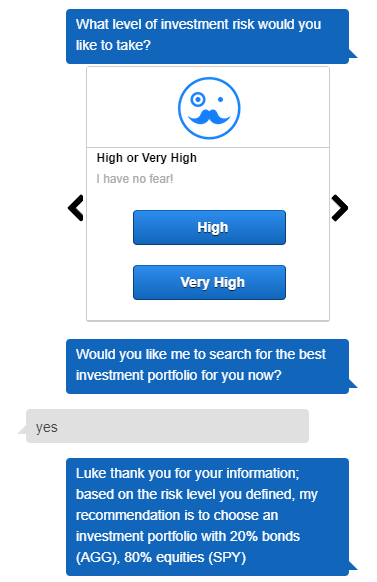 What level of investment risk would you
like to take?
High or Very High
I have no fear!
High
Very High
Would you like me to search for the best
investment portfolio for you now?
yes
Luke thank you for your information;
based on the risk level you defined, my
recommendation is to choose an
investment portfolio with 20% bonds
(AGG), 80% equities (SPY)